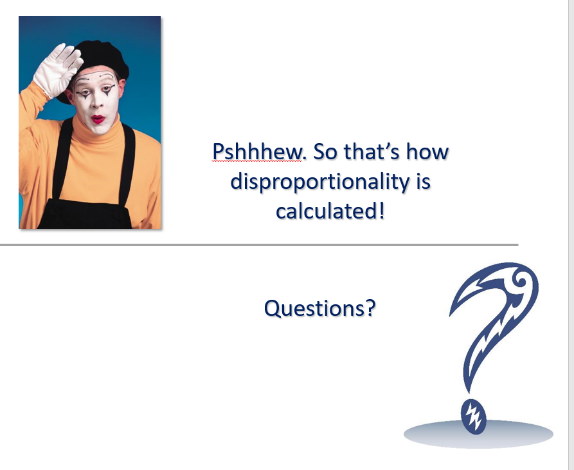 Pshhhew. So that’s how
disproportionality is
calculated!
Questions?